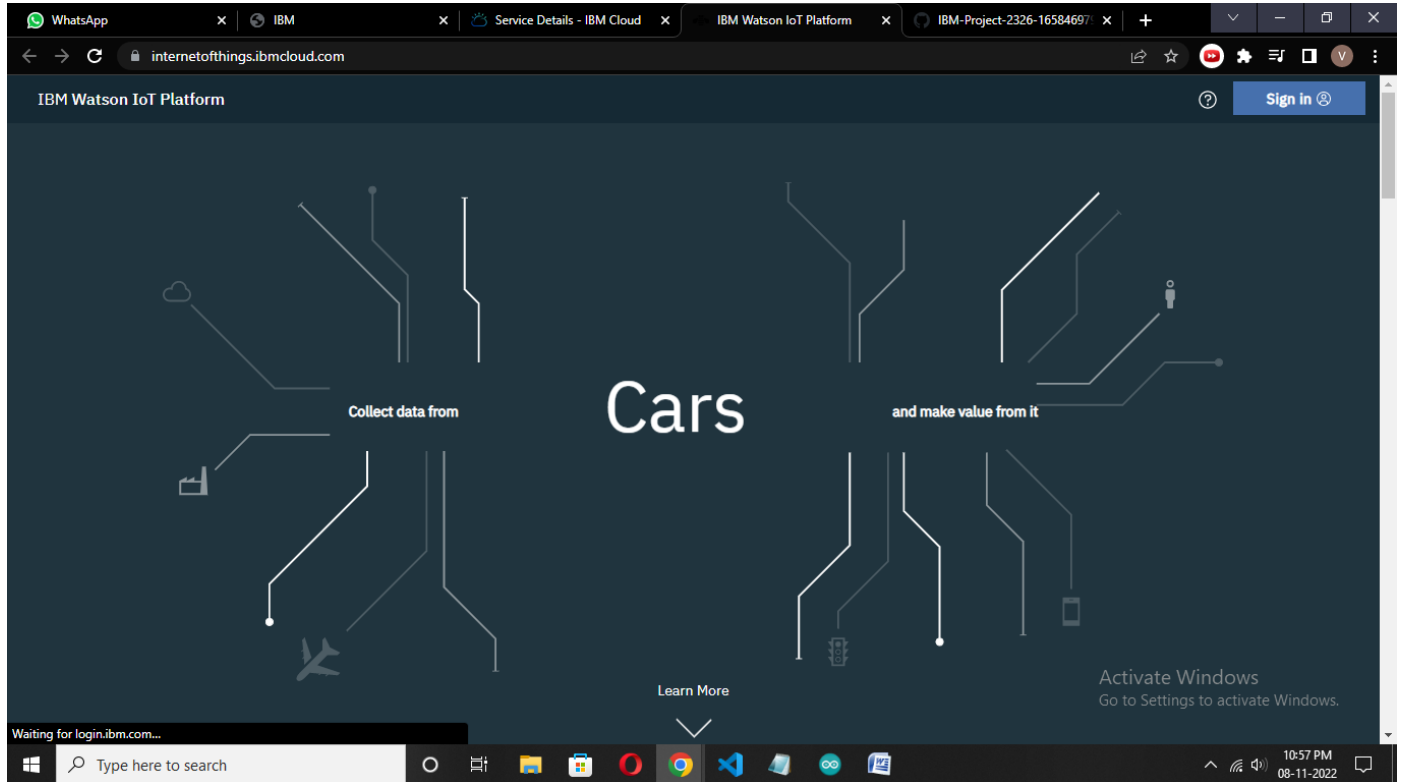 WhatsApp
IBM
Service Details - IBM Cloud
IBM Watson IoT Platform
IBM-Project-2326-16584697
internetofthings.ibmcloud.com
V
IBM Watson IoT Platform
Sign in
Collect data from
Cars
and make value from it
Learn More
Activate Windows
Go to Settings to activate Windows.
Waiting for login.ibm.com...
Type here to search
10:57 PM
08-11-2022